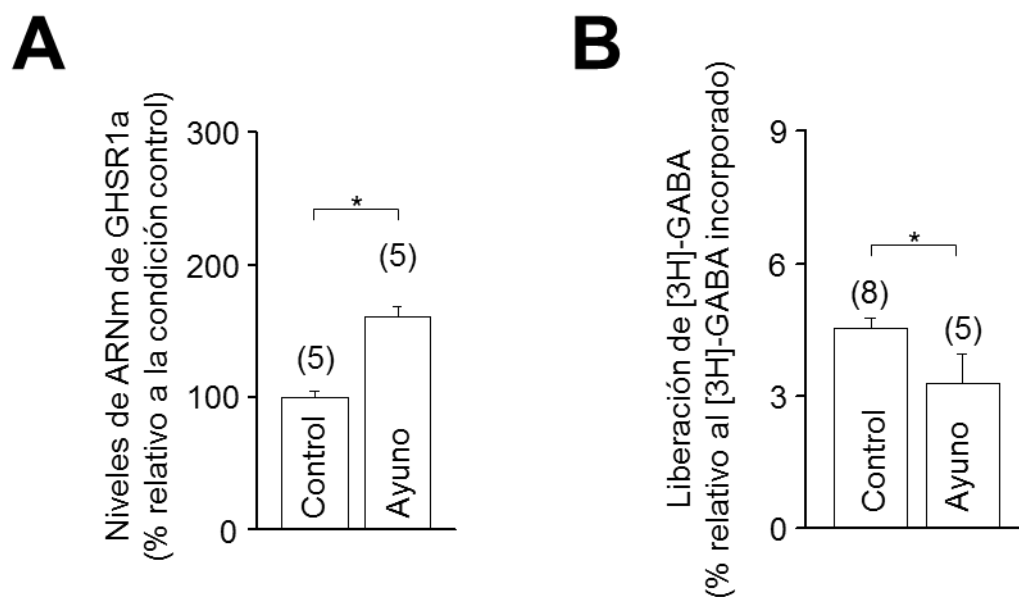 A
Niveles de ARNm de GHSR1a
(% relativo a la condición control)
300
200
100
0
*
(5)
(5)
Control
Ayuno
B
Liberación de [3H]-GABA
(% relativo al [3H]-GABA incorporado)
9
6
3
0
*
(8)
(5)
Control
Ayuno